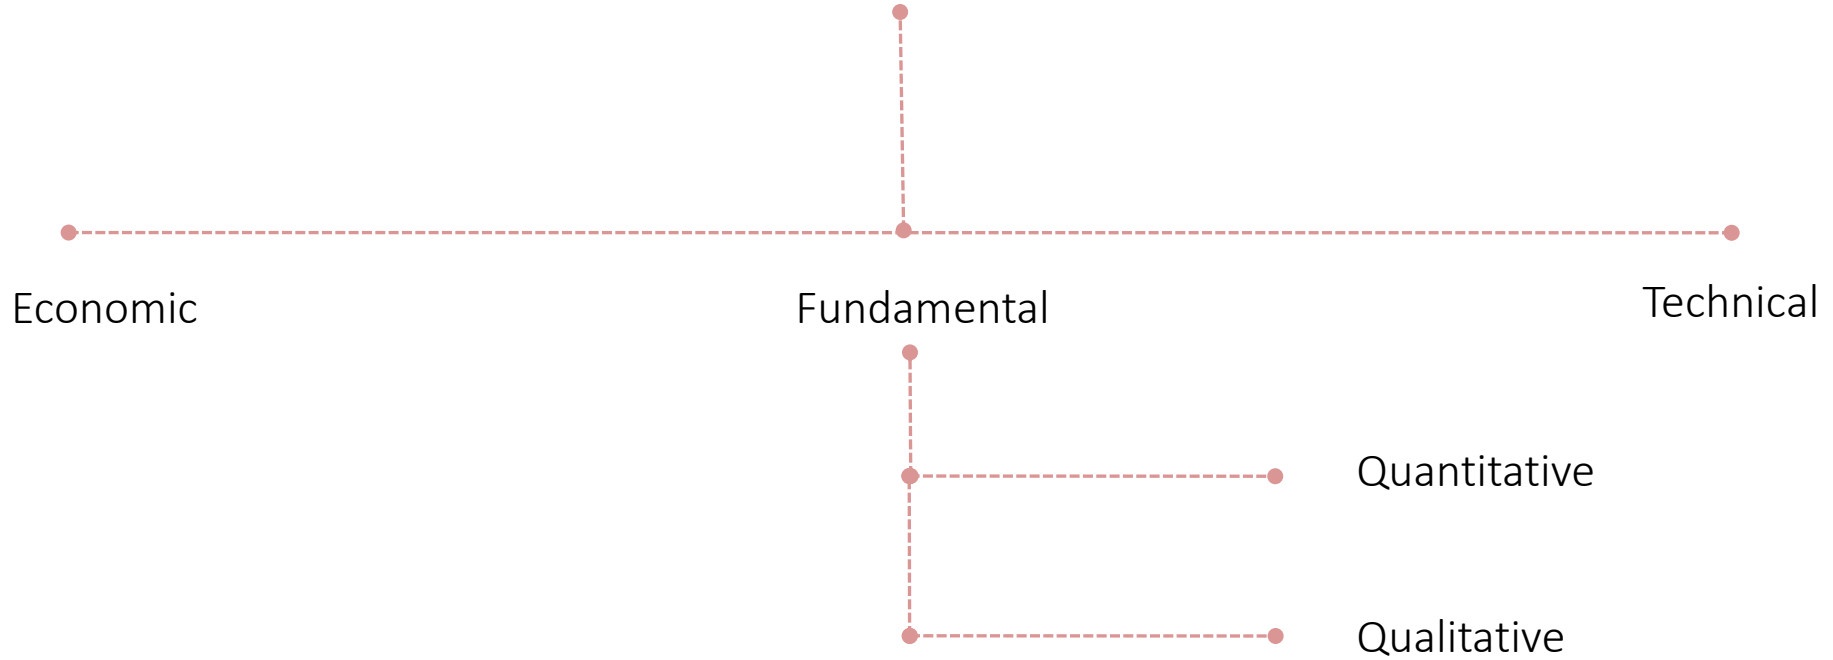 Economic
Fundamental
Technical
Quantitative
Qualitative